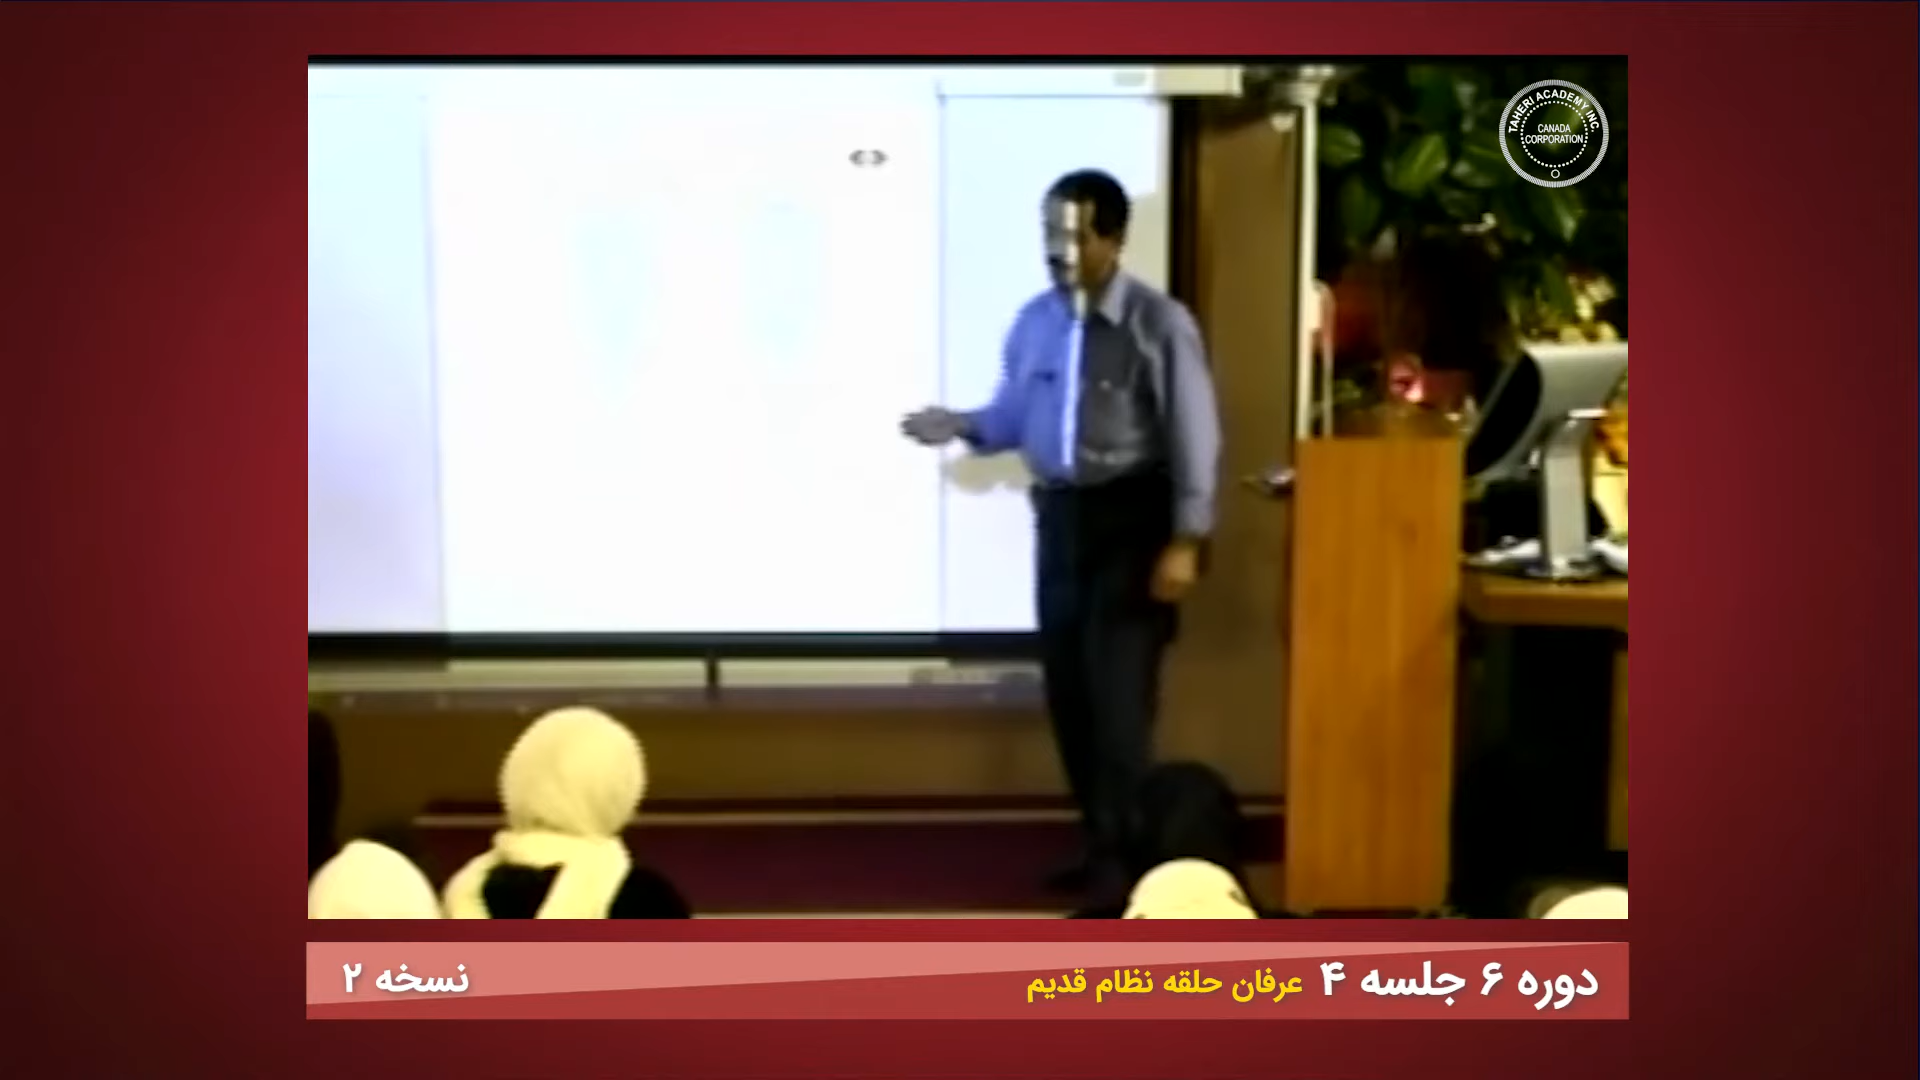 TAHERI ACADEMY INC.
CANADA
CORPORATION
دوره ۶ جلسه ۴ عرفان حلقه نظام قدیم
نسخه ۲